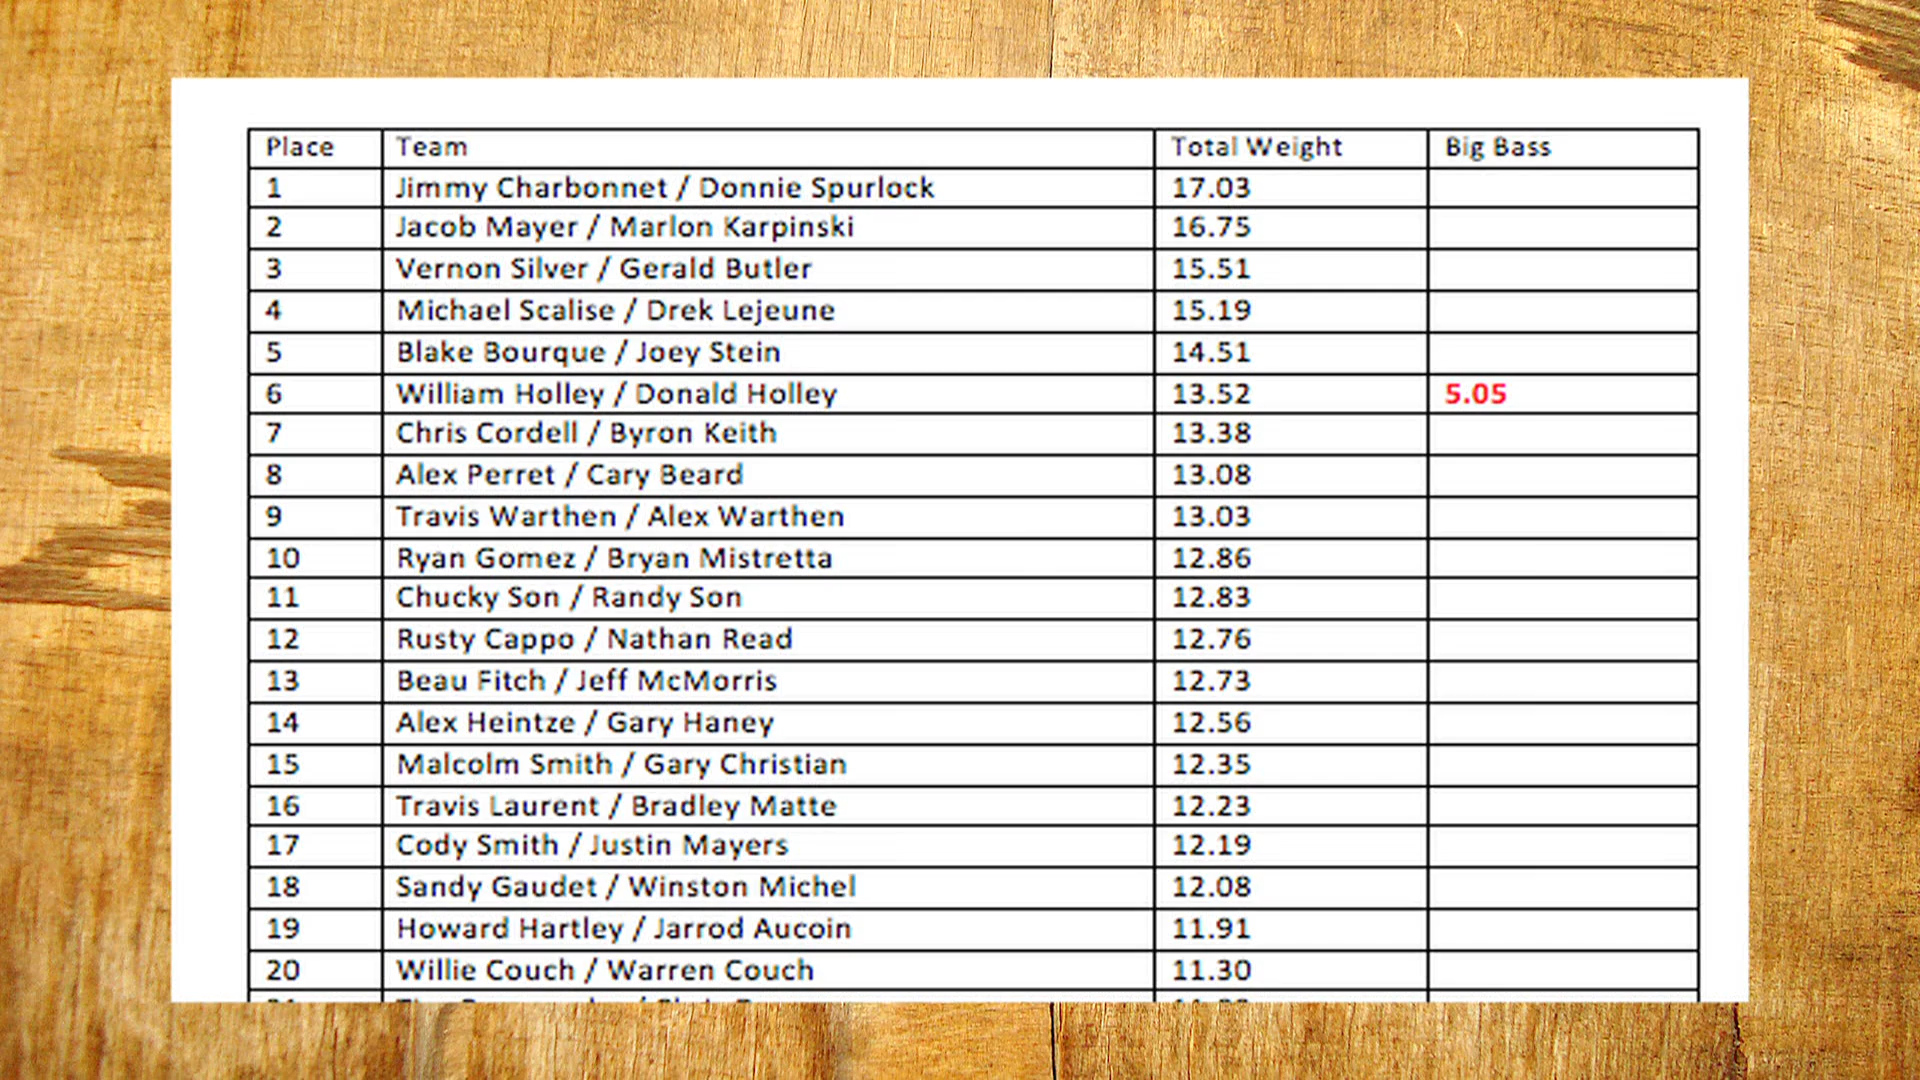 Place Team Total Weight Big Bass
1 Jimmy Charbonnet / Donnie Spurlock 17.03
2 Jacob Mayer / Marlon Karpinski 16.75
3 Vernon Silver / Gerald Butler 15.51
4 Michael Scalise / Drek Lejeune 15.19
5 Blake Bourque / Joey Stein 14.51
6 William Holley / Donald Holley 13.52 5.05
7 Chris Cordell / Byron Keith 13.38
8 Alex Perret / Cary Beard 13.08
9 Travis Warthen / Alex Warthen 13.03
10 Ryan Gomez / Bryan Mistretta 12.86
11 Chucky Son / Randy Son 12.83
12 Rusty Cappo / Nathan Read 12.76
13 Beau Fitch / Jeff McMorris 12.73
14 Alex Heintze / Gary Haney 12.56
15 Malcolm Smith / Gary Christian 12.35
16 Travis Laurent / Bradley Matte 12.23
17 Cody Smith / Justin Mayers 12.19
18 Sandy Gaudet / Winston Michel 12.08
19 Howard Hartley / Jarrod Aucoin 11.91
20 Willie Couch / Warren Couch 11.30